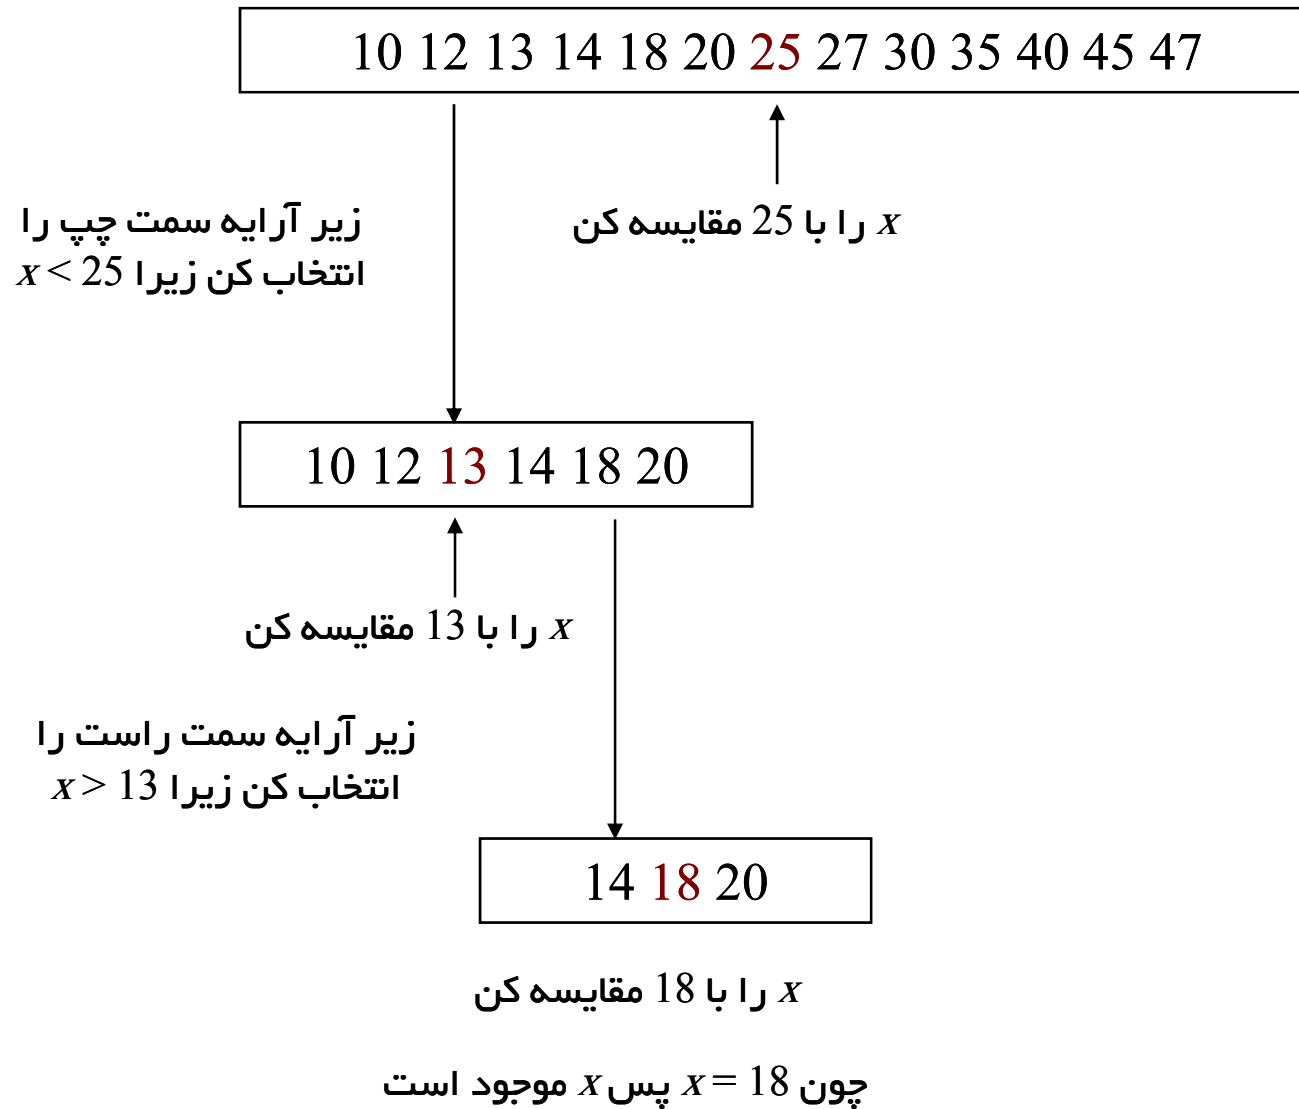 10 12 13 14 18 20 25 27 30 35 40 45 47
x را با 25 مقایسه کن
زیر آرایه سمت چپ را
انتخاب کن زیرا x < 25
10 12 13 14 18 20
x را با 13 مقایسه کن
زیر آرایه سمت راست را
انتخاب کن زیرا x > 13
14 18 20
x را با 18 مقایسه کن
چون x = 18 پس x موجود است